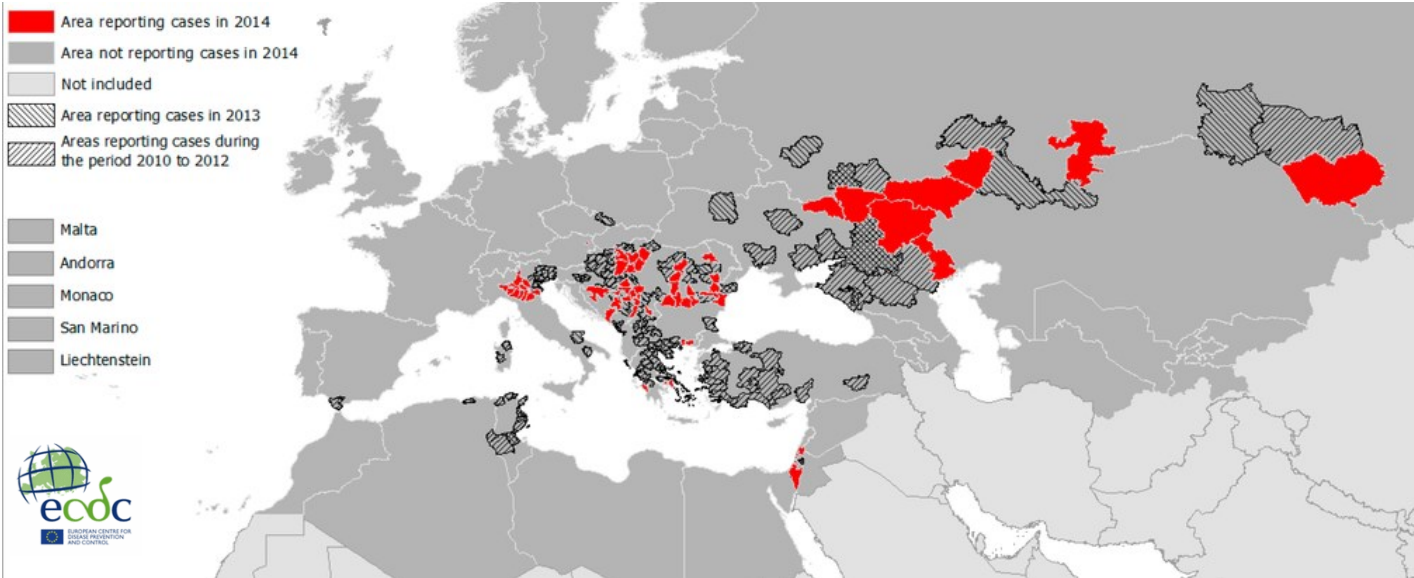 Area reporting cases in 2014
Area not reporting cases in 2014
Not included
Area reporting cases in 2013
Areas reporting cases during
the period 2010 to 2012
Malta
Andorra
Monaco
San Marino
Liechtenstein
ecdc
EUROPEAN CENTRE FOR
DISEASE PREVENTION
AND CONTROL